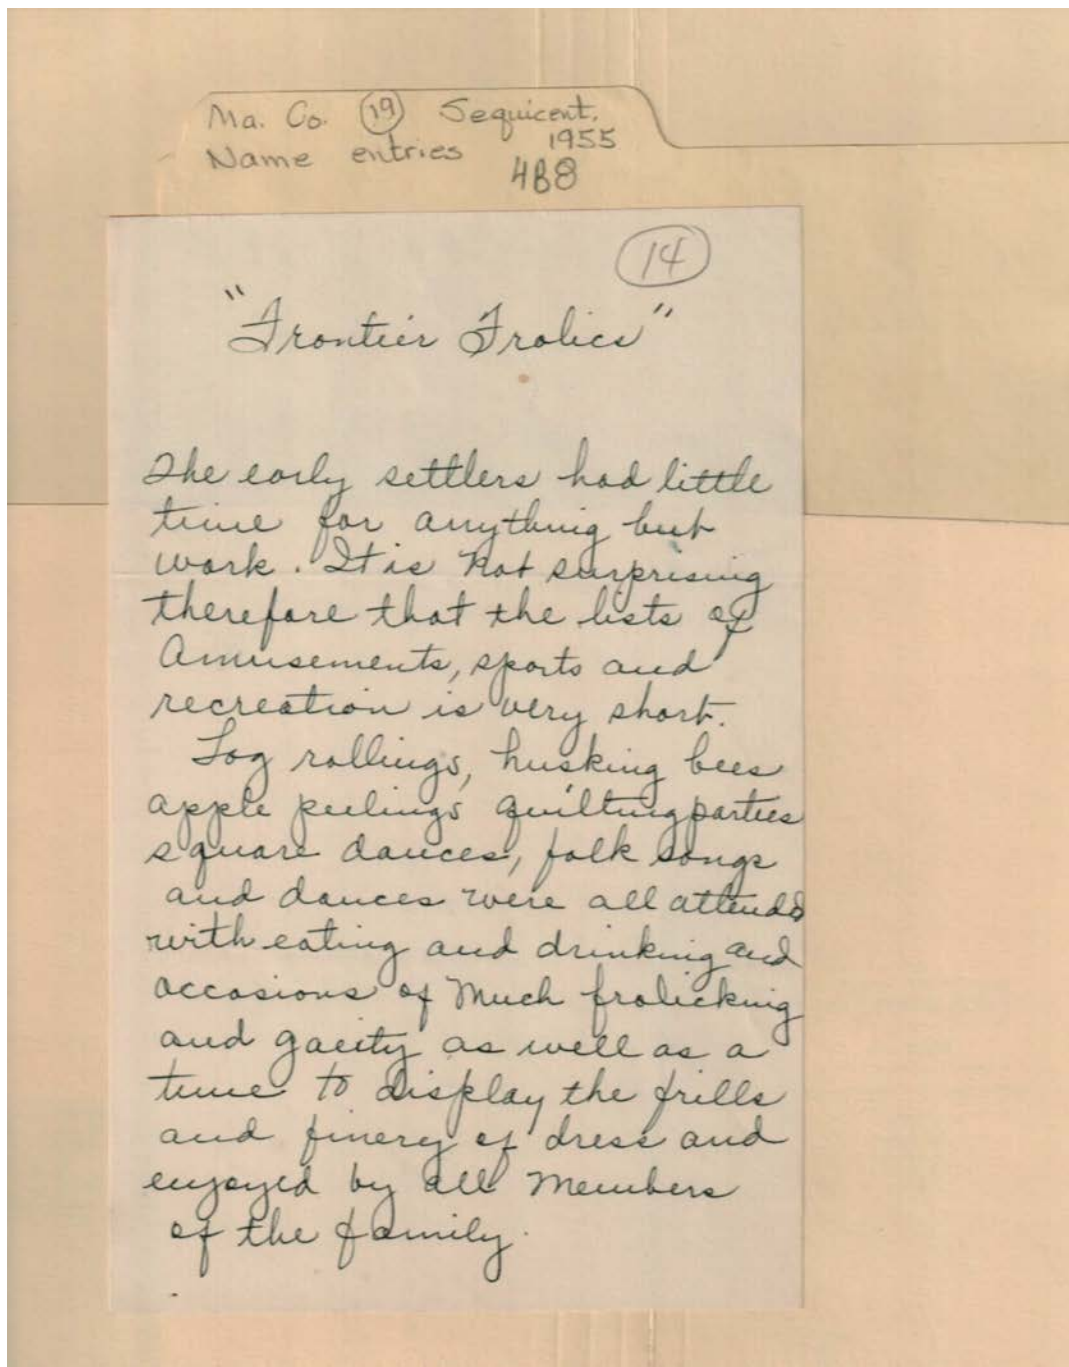 Ma. Co. 19 Sequicent.
1955
Name entries
4B8
14
"Frontier Frolics"
The early settlers had little
time for anything but
work. It is not surprising
therefore that the lists of
Amusements, sports and
recreation is very short.
Log rollings, husking bees
apple peelings quilting parties
square dances, folk songs
and dances were all attended
with eating and drinking and
occasions of Much frolicking
and gaeity as well as a
time to display the frills
and finery of dress and
enjoyed by all Members
of the family.